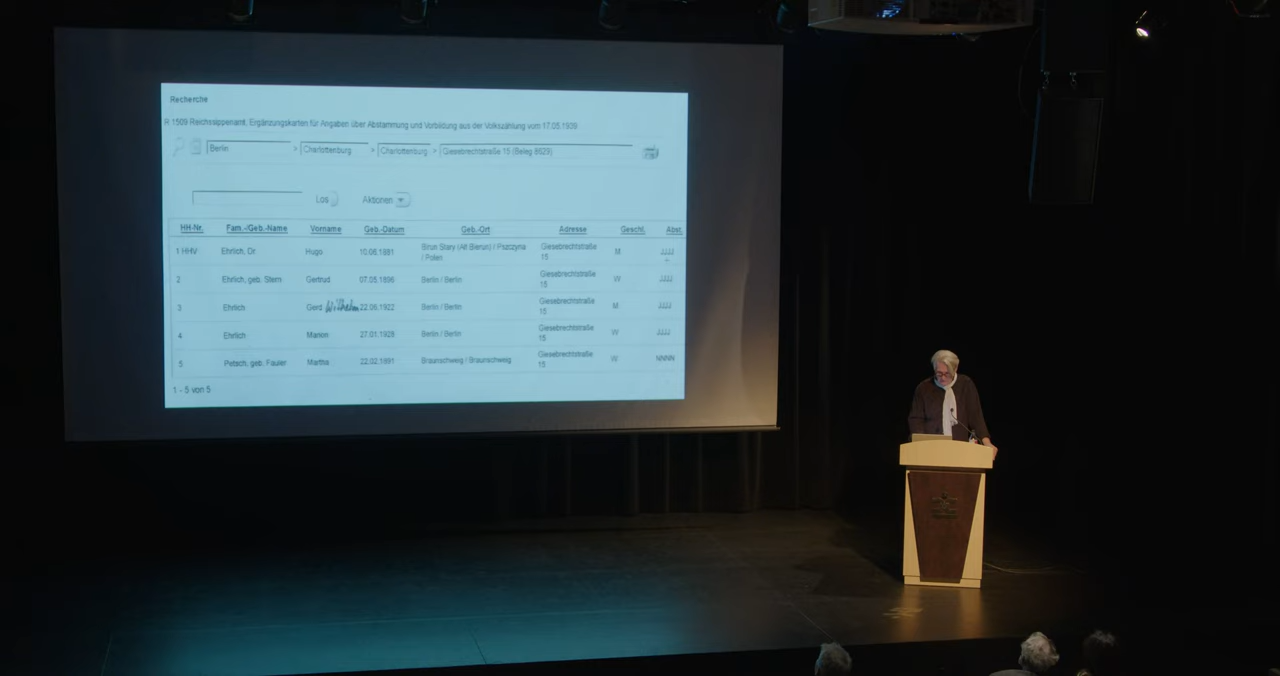 Recherche
R 1509 Reichssippenamt. Ergänzungskarten für Angaben über Abstammung und Vorbildung aus der Volkszählung vom 17.05.1939
Berlin > Charlottenburg > Charlottenburg > Giesebrechtstraße 15 (Beleg 8629)
Los Aktionen
HH-Nr. Fam.-/Geb.-Name Vorname Geb.-Datum Geb.-Ort Adresse Geschl. Abst.
1 HHV Ehrlich, Dr. Hugo 10.06.1881 Stary (Alt Bierun) / Pszczyna / Polen Giesebrechtstraße 15 M JJJJ
2 Ehrlich, geb. Stern Gertrud 07.05.1896 Berlin / Berlin Giesebrechtstraße 15 W JJJJ
3 Ehrlich Gerd Wilhelm 22.06.1922 Berlin / Berlin Giesebrechtstraße 15 M JJJJ
4 Ehrlich Marion 27.01.1928 Berlin / Berlin Giesebrechtstraße 15 W JJJJ
5 Petsch, geb. Martha 22.02.1891 Braunschweig / Braunschweig Giesebrechtstraße 15 W NNNN
1 - 5 von 5